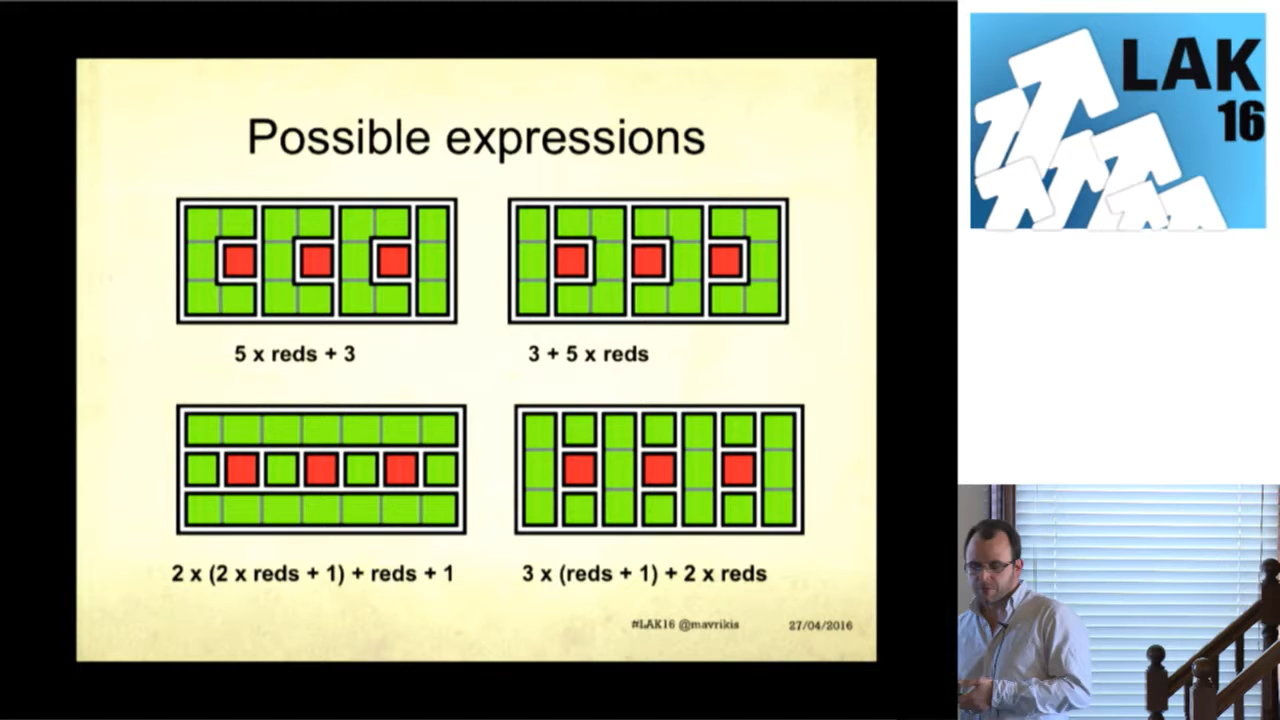 Possible expressions
5 x reds + 3
3 + 5 x reds
2 x (2 x reds + 1) + reds + 1
3 x (reds + 1) + 2 x reds
#LAK16 @mavrikis
27/04/2016
LAK
16